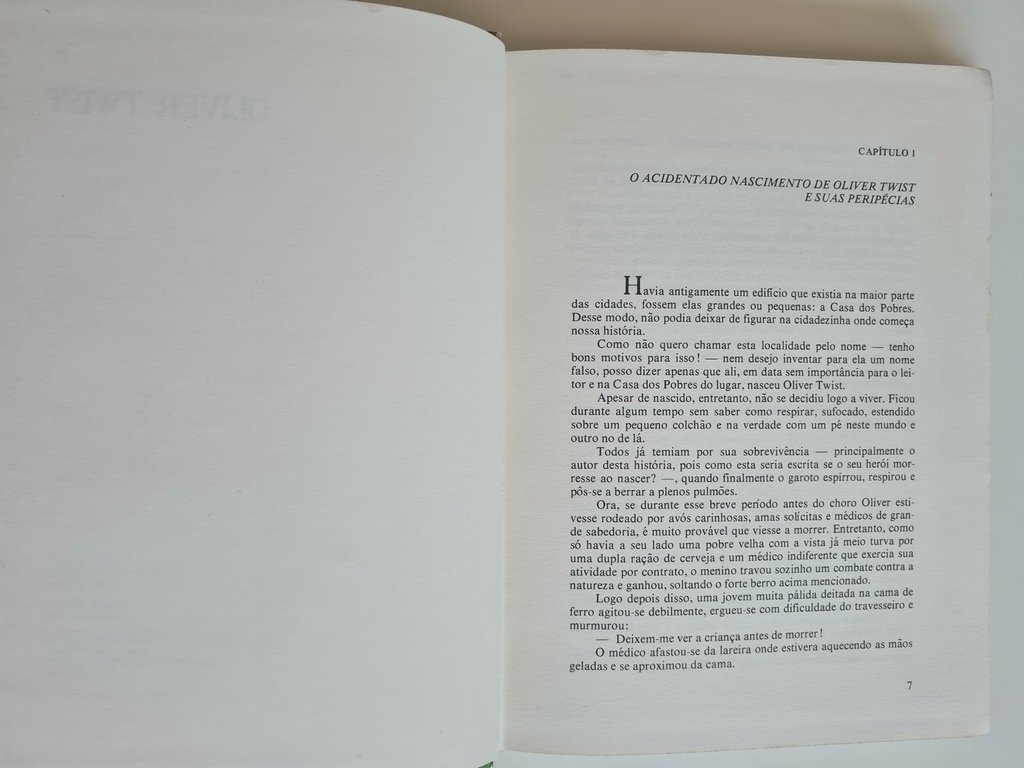 OLIVER TWIST
CAPÍTULO 1
O ACIDENTADO NASCIMENTO DE OLIVER TWIST
E SUAS PERIPÉCIAS
Havia antigamente um edifício que existia na maior parte
das cidades, fossem elas grandes ou pequenas: a Casa dos Pobres.
Desse modo, não podia deixar de figurar na cidadezinha onde começa
nossa história.
Como não quero chamar esta localidade pelo nome — tenho
bons motivos para isso! — nem desejo inventar para ela um nome
falso, posso dizer apenas que ali, em data sem importância para o lei-
tor e na Casa dos Pobres do lugar, nasceu Oliver Twist.
Apesar de nascido, entretanto, não se decidiu logo a viver. Ficou
durante algum tempo sem saber como respirar, sufocado, estendido
sobre um pequeno colchão e na verdade com um pé neste mundo e
outro no de lá.
Todos já temiam por sua sobrevivência — principalmente o
autor desta história, pois como esta seria escrita se o seu herói mor-
resse ao nascer? —, quando finalmente o garoto espirrou, respirou e
pôs-se a berrar a plenos pulmões.
Ora, se durante esse breve período antes do choro Oliver esti-
vesse rodeado por avós carinhosas, amas solícitas e médicos de gran-
de sabedoria, é muito provável que viesse a morrer. Entretanto, como
só havia a seu lado uma pobre velha com a vista já meio turva por
uma dupla ração de cerveja e um médico indiferente que exercia sua
atividade por contrato, o menino travou sozinho um combate contra a
natureza e ganhou, soltando o forte berro acima mencionado.
Logo depois disso, uma jovem muita pálida deitada na cama de
ferro agitou-se debilmente, ergueu-se com dificuldade do travesseiro e
murmurou:
— Deixem-me ver a criança antes de morrer!
O médico afastou-se da lareira onde estivera aquecendo as mãos
geladas e se aproximou da cama.
7